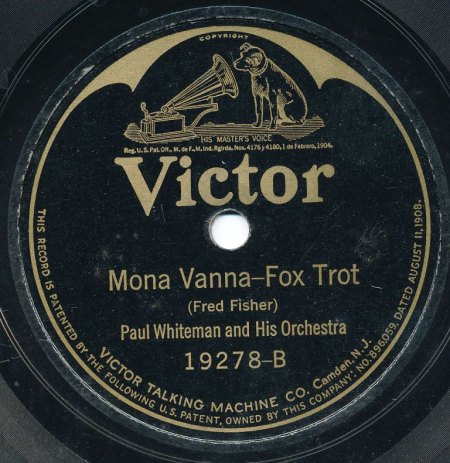 COPYRIGHT
HIS MASTER'S VOICE
Reg. U.S. Pat. Off., M. de F., M. Ind. Rgtrda. Nos. 4176 y 4180, 1 de Febrero, 1904.
Victor
Mona Vanna-Fox Trot
(Fred Fisher)
Paul Whiteman and His Orchestra
19278-B
VICTOR TALKING MACHINE CO. Camden, N.J.
THIS RECORD IS PATENTED BY THE FOLLOWING U.S. PATENT, OWNED BY THIS COMPANY: NO. 896,059. DATED AUGUST 11, 1908.